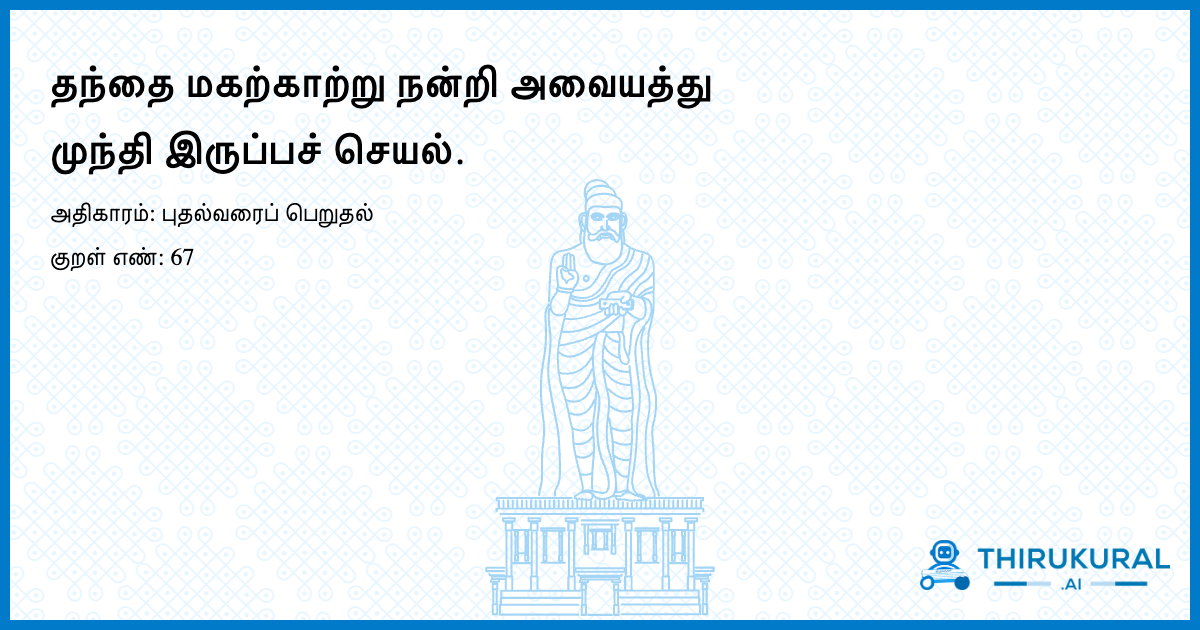 தந்தை மகற்காற்று நன்றி அவையத்து
முந்தி இருப்பச் செயல்.
அதிகாரம்: புதல்வரைப் பெறுதல்
குறள் எண்: 67
THIRUKURAL
.AI